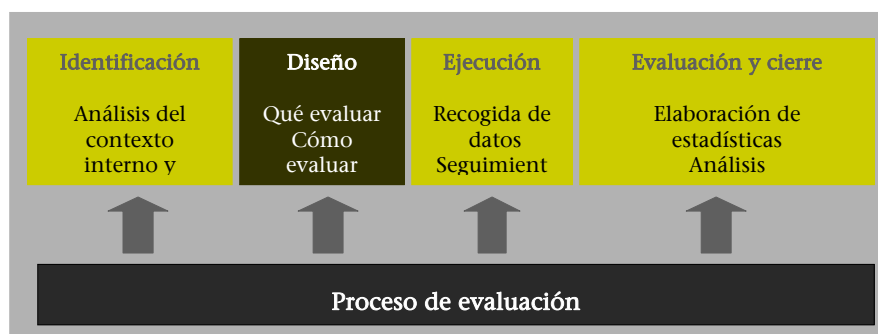 Identificación
Análisis del
contexto
interno y
Diseño
Qué evaluar
Cómo
evaluar
Ejecución
Recogida de
datos
Seguimient
Evaluación y cierre
Elaboración de
estadísticas
Análisis
Proceso de evaluación